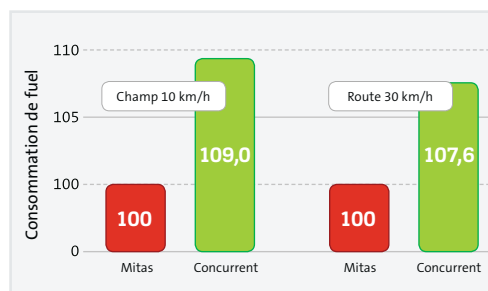 Consommation de fuel
110
105
100
0
Champ 10 km/h
Route 30 km/h
100
109,0
100
107,6
Mitas
Concurrent
Mitas
Concurrent